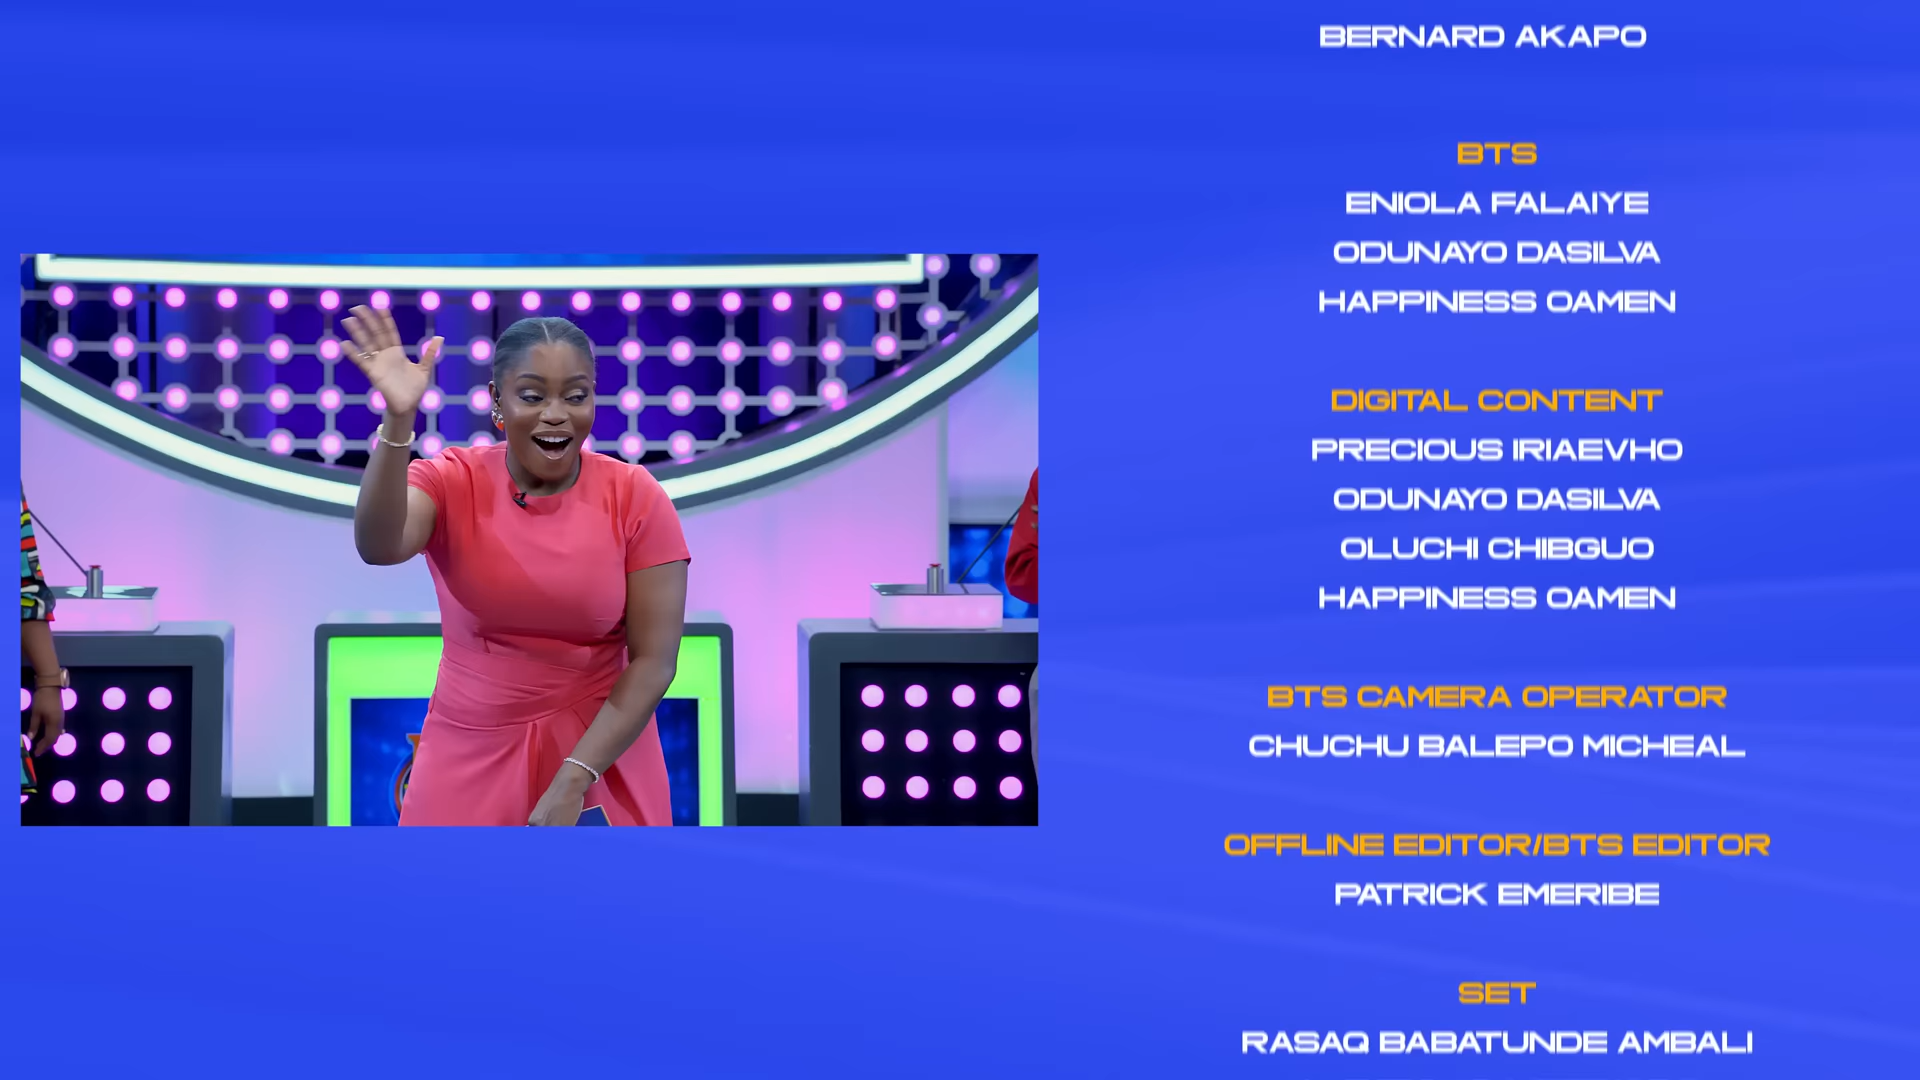 BERNARD AKAPO
BTS
ENIOLA FALAIYE
ODUNAYO DASILVA
HAPPINESS OAMEN
DIGITAL CONTENT
PRECIOUS IRIAEVHO
ODUNAYO DASILVA
OLUCHI CHIBGUO
HAPPINESS OAMEN
BTS CAMERA OPERATOR
CHUCHU BALEPO MICHEAL
OFFLINE EDITOR/BTS EDITOR
PATRICK EMERIBE
SET
RASAQ BABATUNDE AMBALI